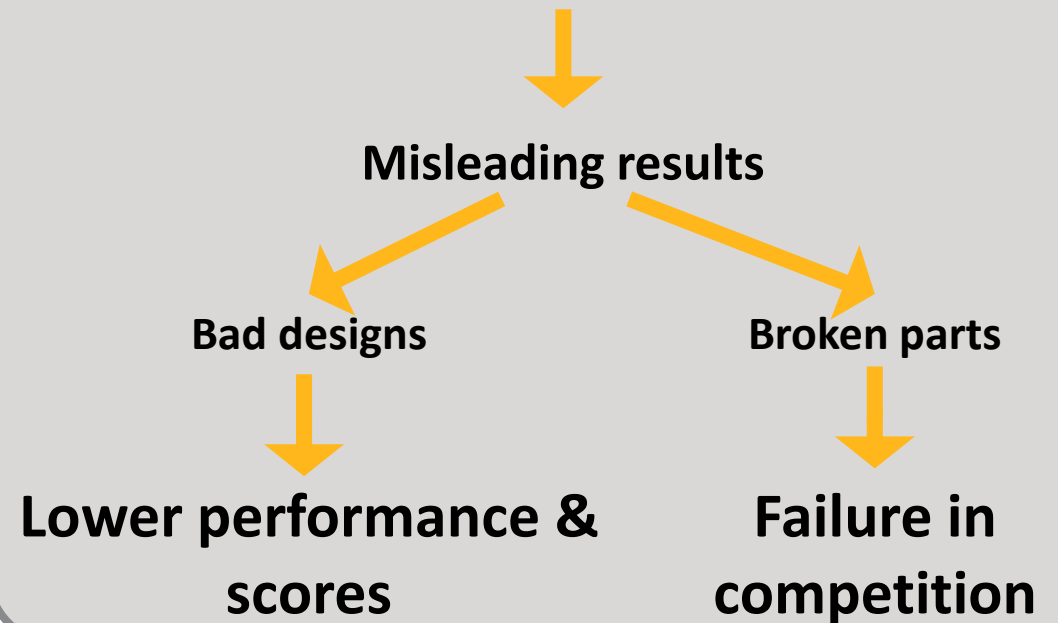 Misleading results
Bad designs
Broken parts
Lower performance &
scores
Failure in
competition